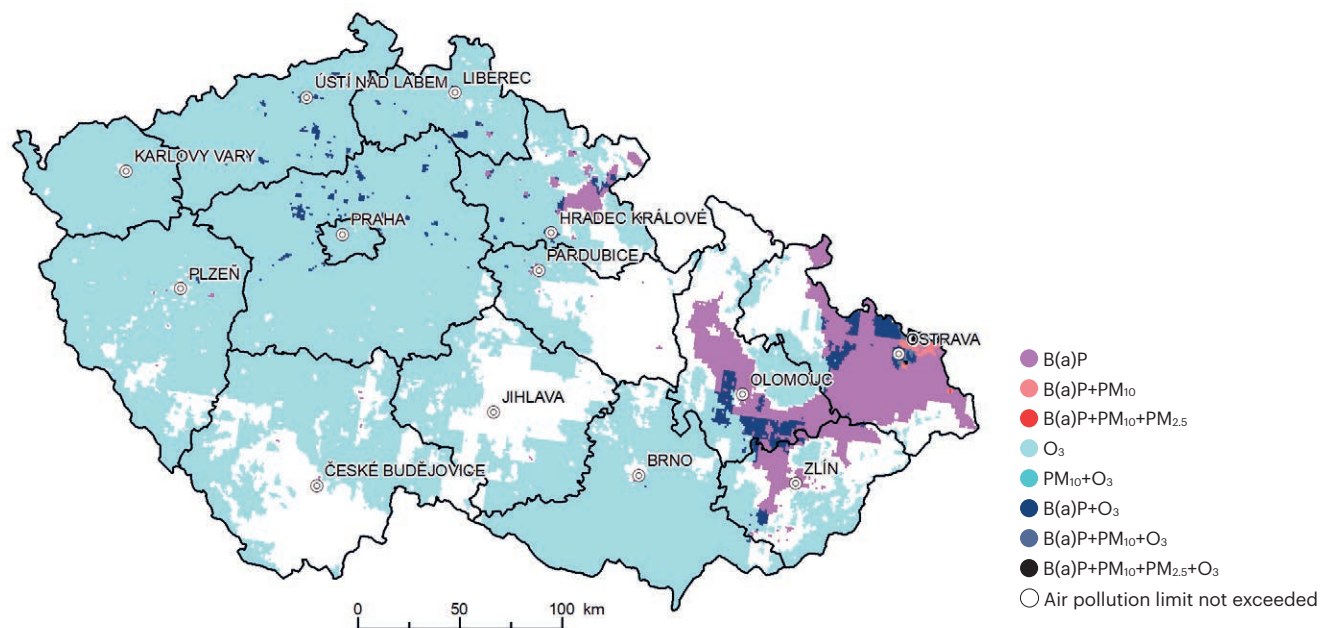 ÚSTÍ NAD LABEM
LIBEREC
KARLOVY VARY
PRAHA
HRADEC KRÁLOVÉ
PARDUBICE
PLZEŇ
OSTRAVA
OLOMOUC
JIHLAVA
BRNO
ZLÍN
ČESKÉ BUDĚJOVICE
0 50 100 km
B(a)P
B(a)P+PM₁₀
B(a)P+PM₁₀+PM₂.₅
O₃
PM₁₀+O₃
B(a)P+O₃
B(a)P+PM₁₀+O₃
B(a)P+PM₁₀+PM₂.₅+O₃
Air pollution limit not exceeded